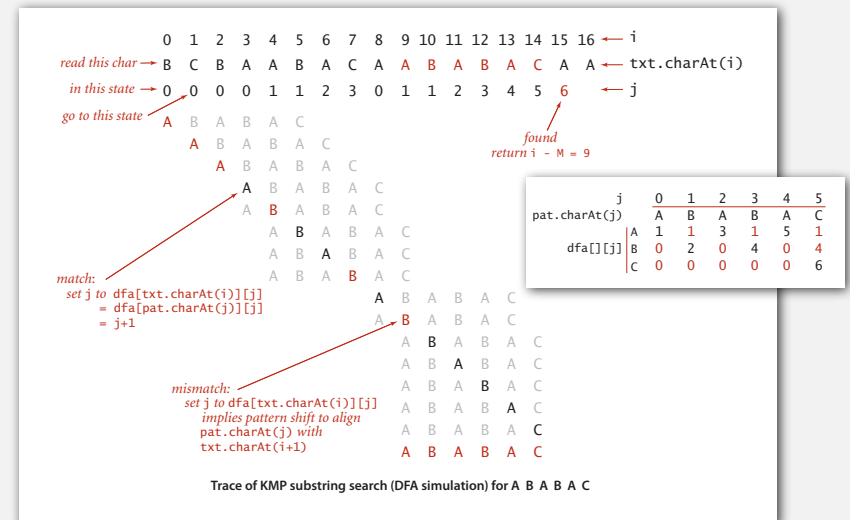 0 1 2 3 4 5 6 7 8 9 10 11 12 13 14 15 16 ← i
read this char → B C B A A B A C A A B A B A C A A ← txt.charAt(i)
in this state → 0 0 0 0 1 1 2 3 0 1 1 2 3 4 5 6 ← j
go to this state
A B A B A C
found
return i - M = 9
A B A B A C
A B A B A C
A B A B A C
A B A B A C
A B A B A C
A B A B A C
A B A B A C
match:
set j to dfa[txt.charAt(i)][j]
= dfa[pat.charAt(j)][j]
= j+1
A B A B A C
A B A B A C
A B A B A C
A B A B A C
A B A B A C
A B A B A C
A B A B A C
A B A B A C
mismatch:
set j to dfa[txt.charAt(i)][j]
implies pattern shift to align
pat.charAt(j) with
txt.charAt(i+1)
j 0 1 2 3 4 5
pat.charAt(j) A B A B A C
A 1 1 3 1 5 1
dfa[][j] B 0 2 0 4 0 4
C 0 0 0 0 0 6
Trace of KMP substring search (DFA simulation) for A B A B A C